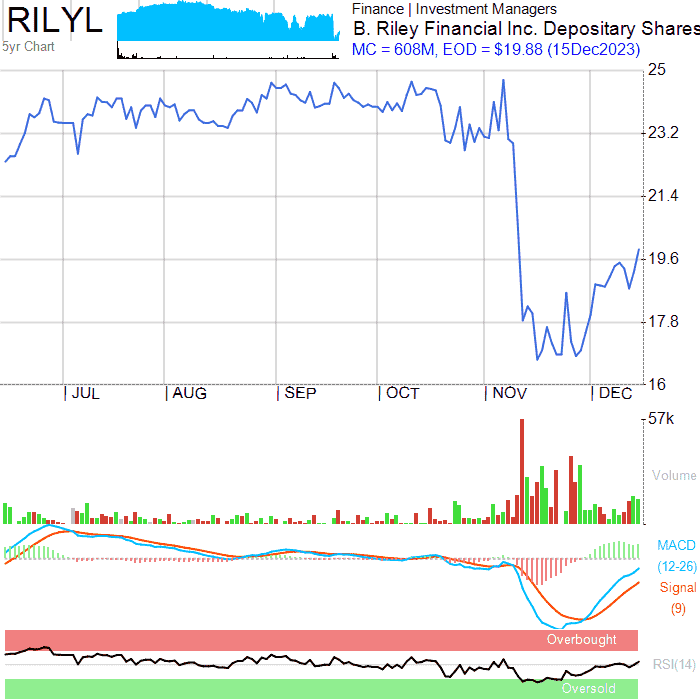 RILYL
5yr Chart
Finance | Investment Managers
B. Riley Financial Inc. Depositary Shares
MC = 608M, EOD = $19.88 (15Dec2023)
25
23.2
21.4
19.6
17.8
16
JUL AUG SEP OCT NOV DEC
57k
Volume
MACD
(12-26)
Signal
(9)
Overbought
RSI(14)
Oversold